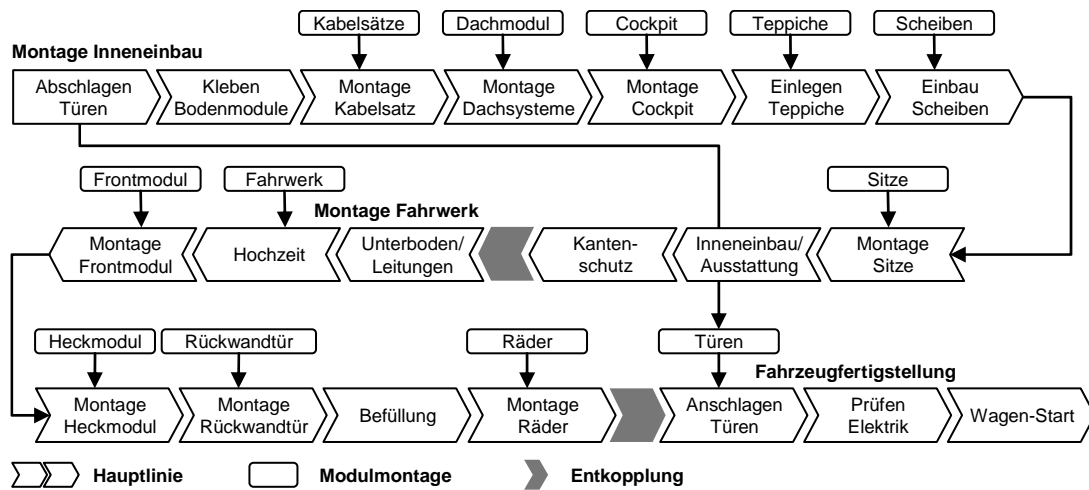 Kabelsätze
Dachmodul
Cockpit
Teppiche
Scheiben
Montage Inneneinbau
Abschlagen
Türen
Kleben
Bodenmodule
Montage
Kabelsatz
Montage
Dachsysteme
Montage
Cockpit
Einlegen
Teppiche
Einbau
Scheiben
Frontmodul
Fahrwerk
Sitze
Montage Fahrwerk
Montage
Frontmodul
Hochzeit
Unterboden/
Leitungen
Kanten-
schutz
Inneneinbau/
Ausstattung
Montage
Sitze
Heckmodul
Rückwandtür
Räder
Türen
Fahrzeugfertigstellung
Montage
Heckmodul
Montage
Rückwandtür
Befüllung
Montage
Räder
Anschlagen
Türen
Prüfen
Elektrik
Wagen-Start
Hauptlinie
Modulmontage
Entkopplung